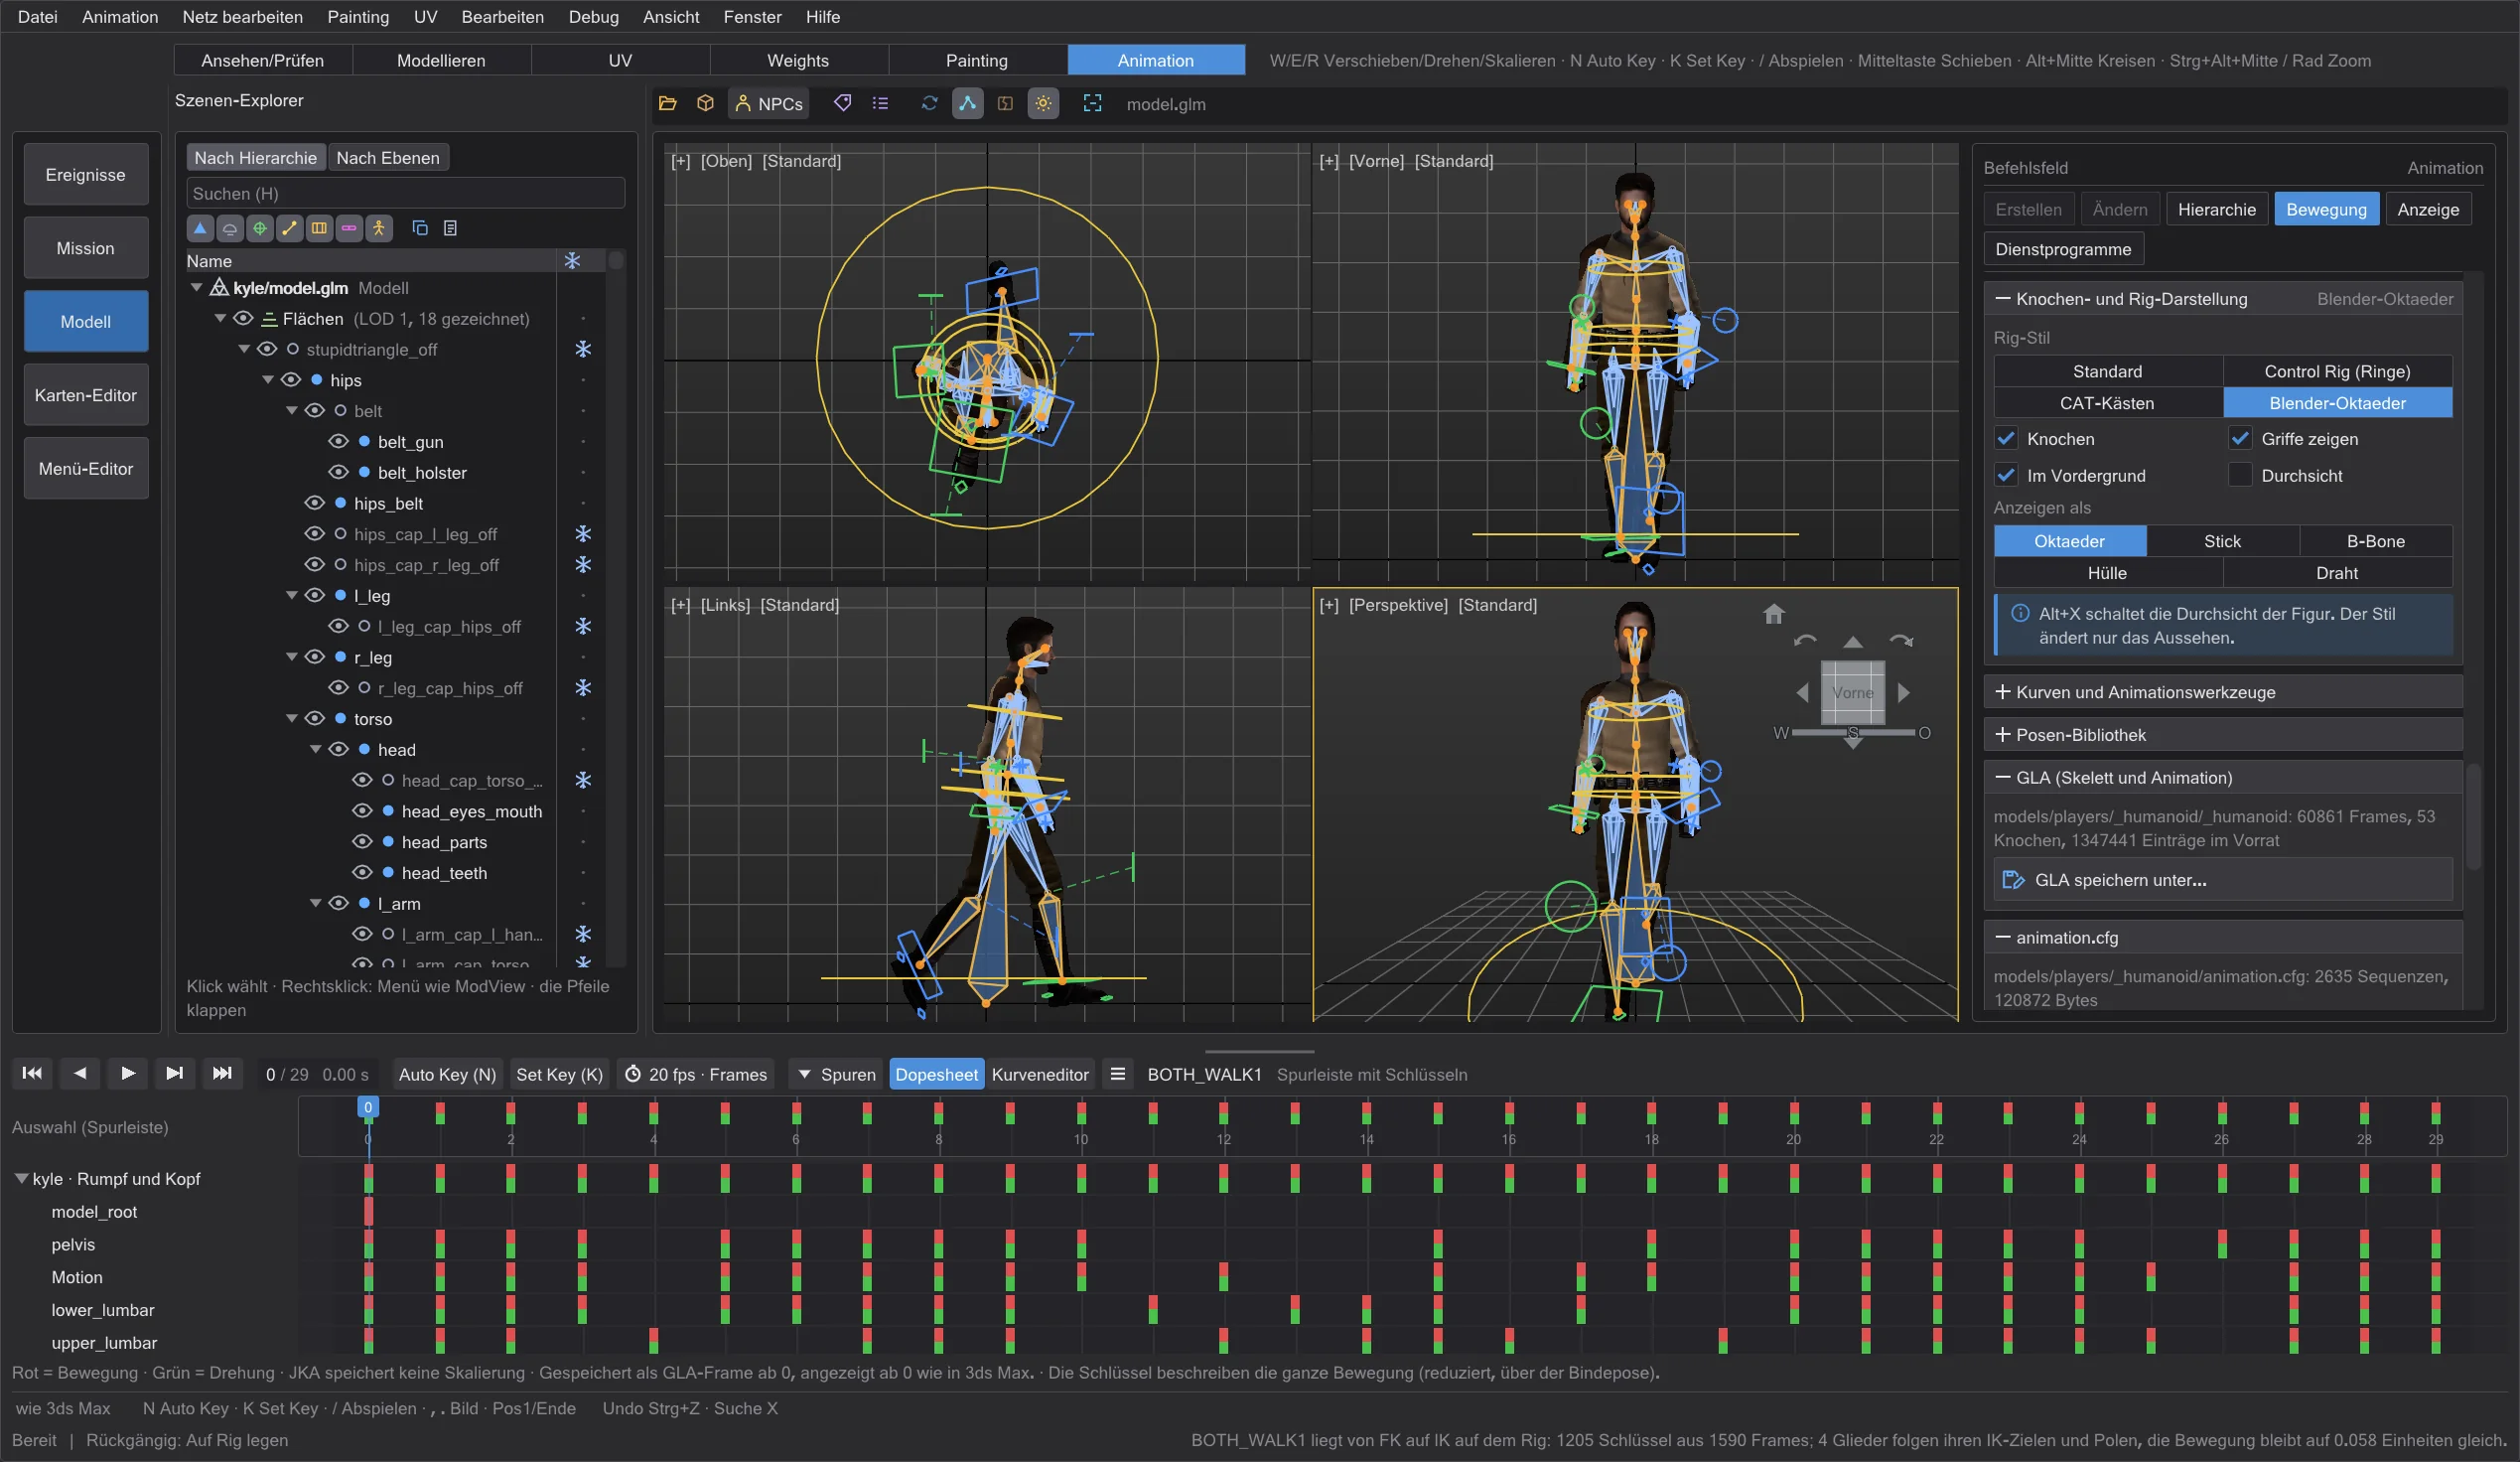 Datei Animation Netz bearbeiten Painting UV Bearbeiten Debug Ansicht Fenster Hilfe
Ansehen/Prüfen Modellieren UV Weights Painting Animation W/E/R Verschieben/Drehen/Skalieren · N Auto Key · K Set Key · / Abspielen · Mitteltaste Schieben · Alt+Mitte Kreisen · Strg+Alt+Mitte / Rad Zoom
Szenen-Explorer
NPCs model.glm
Ereignisse
Mission
Modell
Karten-Editor
Menü-Editor
Nach Hierarchie Nach Ebenen
Suchen (H)
Name
kyle/model.glm Modell
Flächen (LOD 1, 18 gezeichnet)
stupidtriangle_off
hips
belt
belt_gun
belt_holster
hips_belt
hips_cap_l_leg_off
hips_cap_r_leg_off
l_leg
l_leg_cap_hips_off
r_leg
r_leg_cap_hips_off
torso
head
head_cap_torso_...
head_eyes_mouth
head_parts
head_teeth
l_arm
l_arm_cap_l_han...
l_arm_cap_torso
Klick wählt · Rechtsklick: Menü wie ModView · die Pfeile
klappen
[+] [Oben] [Standard]
[+] [Vorne] [Standard]
[+] [Links] [Standard]
[+] [Perspektive] [Standard]
Vorne
W S O
Befehlsfeld Animation
Erstellen Ändern Hierarchie Bewegung Anzeige
Dienstprogramme
Knochen- und Rig-Darstellung Blender-Oktaeder
Rig-Stil
Standard Control Rig (Ringe)
CAT-Kästen Blender-Oktaeder
Knochen Griffe zeigen
Im Vordergrund Durchsicht
Anzeigen als
Oktaeder Stick B-Bone
Hülle Draht
Alt+X schaltet die Durchsicht der Figur. Der Stil
ändert nur das Aussehen.
Kurven und Animationswerkzeuge
Posen-Bibliothek
GLA (Skelett und Animation)
models/players/_humanoid/_humanoid: 60861 Frames, 53
Knochen, 1347441 Einträge im Vorrat
GLA speichern unter...
animation.cfg
models/players/_humanoid/animation.cfg: 2635 Sequenzen,
120872 Bytes
0 / 29 0.00 s Auto Key (N) Set Key (K) 20 fps · Frames Spuren Dopesheet Kurveneditor BOTH_WALK1 Spurleiste mit Schlüsseln
0
Auswahl (Spurleiste)
0 2 4 6 8 10 12 14 16 18 20 22 24 26 28 29
kyle · Rumpf und Kopf
model_root
pelvis
Motion
lower_lumbar
upper_lumbar
Rot = Bewegung · Grün = Drehung · JKA speichert keine Skalierung · Gespeichert als GLA-Frame ab 0, angezeigt ab 0 wie in 3ds Max. · Die Schlüssel beschreiben die ganze Bewegung (reduziert, über der Bindepose).
wie 3ds Max N Auto Key · K Set Key · / Abspielen · , . Bild · Pos1/Ende Undo Strg+Z · Suche X
Bereit | Rückgängig: Auf Rig legen BOTH_WALK1 liegt von FK auf IK auf dem Rig: 1205 Schlüssel aus 1590 Frames; 4 Glieder folgen ihren IK-Zielen und Polen, die Bewegung bleibt auf 0.058 Einheiten gleich.